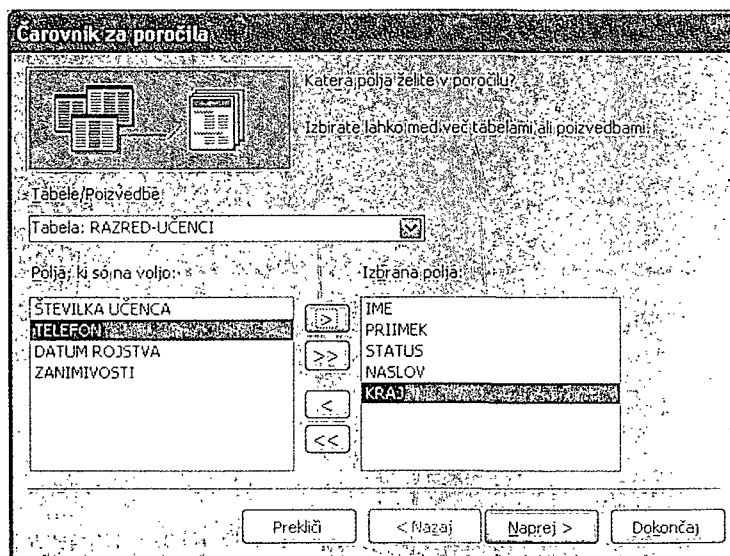 Čarovnik za poročila
Katera polja želite v poročilu?
Izbirate lahko med več tabelami ali poizvedbami.
Tabele/Poizvedbe
Tabela: RAZRED-UČENCI
Polja, ki so na voljo:
Izbrana polja:
ŠTEVILKA UČENCA
TELEFON
DATUM ROJSTVA
ZANIMIVOSTI
>
>>
<
<<
IME
PRIIMEK
STATUS
NASLOV
KRAJ
Prekliči
< Nazaj
Naprej >
Dokončaj